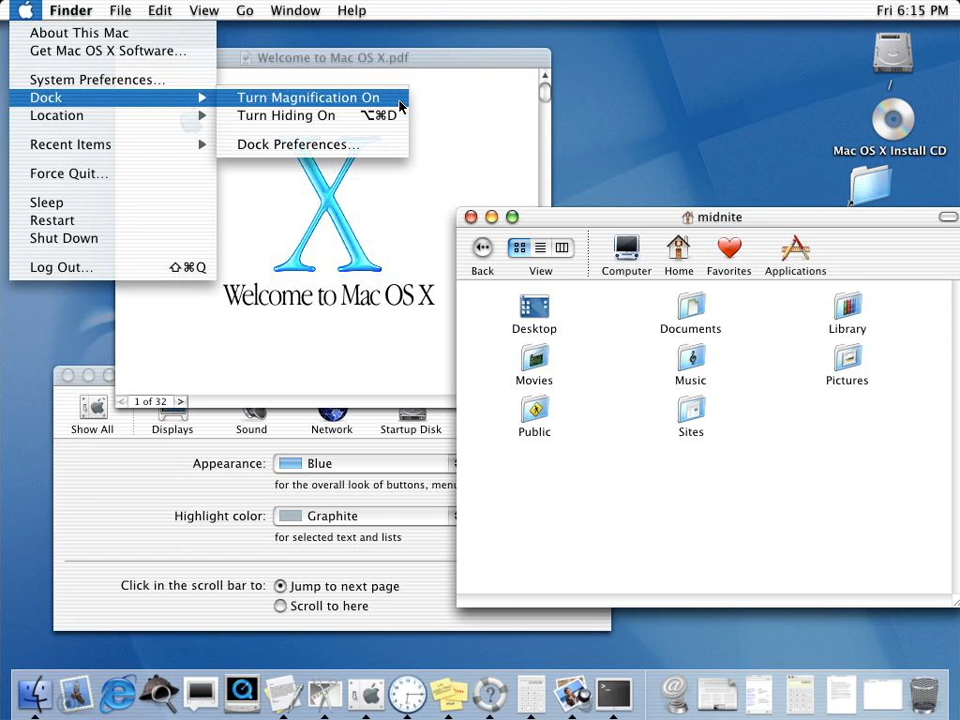 Finder File Edit View Go Window Help Fri 6:15 PM
About This Mac
Get Mac OS X Software...
System Preferences...
Dock
Location
Recent Items
Force Quit...
Sleep
Restart
Shut Down
Log Out... ⇧⌘Q
Turn Magnification On
Turn Hiding On ⌥⌘D
Dock Preferences...
Welcome to Mac OS X.pdf
X
Welcome to Mac OS X
1 of 32
/
Mac OS X Install CD
midnite
Back View Computer Home Favorites Applications
Desktop Documents Library
Movies Music Pictures
Public Sites
Show All Displays Sound Network Startup Disk
Appearance: Blue
for the overall look of buttons, menu
Highlight color: Graphite
for selected text and lists
Click in the scroll bar to: Jump to next page
Scroll to here